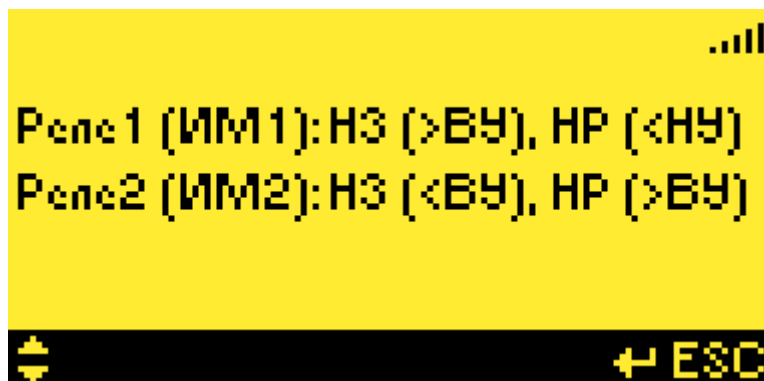 Реле1 (ИМ1): НЗ (>ВУ), НР (<НУ)
Реле2 (ИМ2): НЗ (<ВУ), НР (>ВУ)
ESC